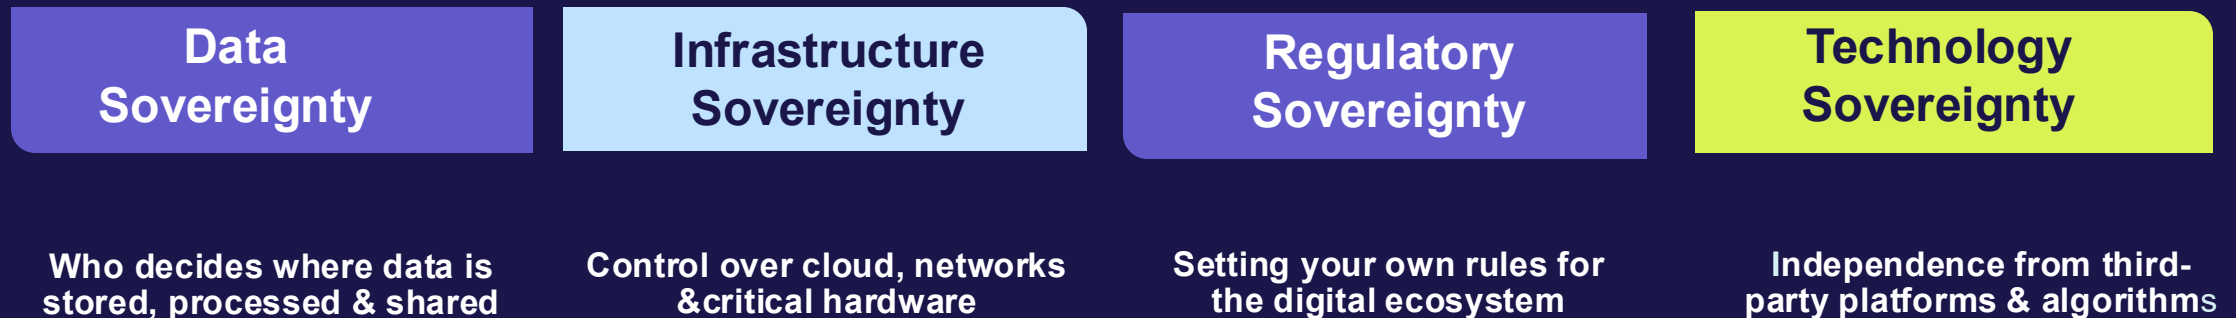 Data
Sovereignty
Infrastructure
Sovereignty
Regulatory
Sovereignty
Technology
Sovereignty
Who decides where data is
stored, processed & shared
Control over cloud, networks
&critical hardware
Setting your own rules for
the digital ecosystem
Independence from third-
party platforms & algorithms